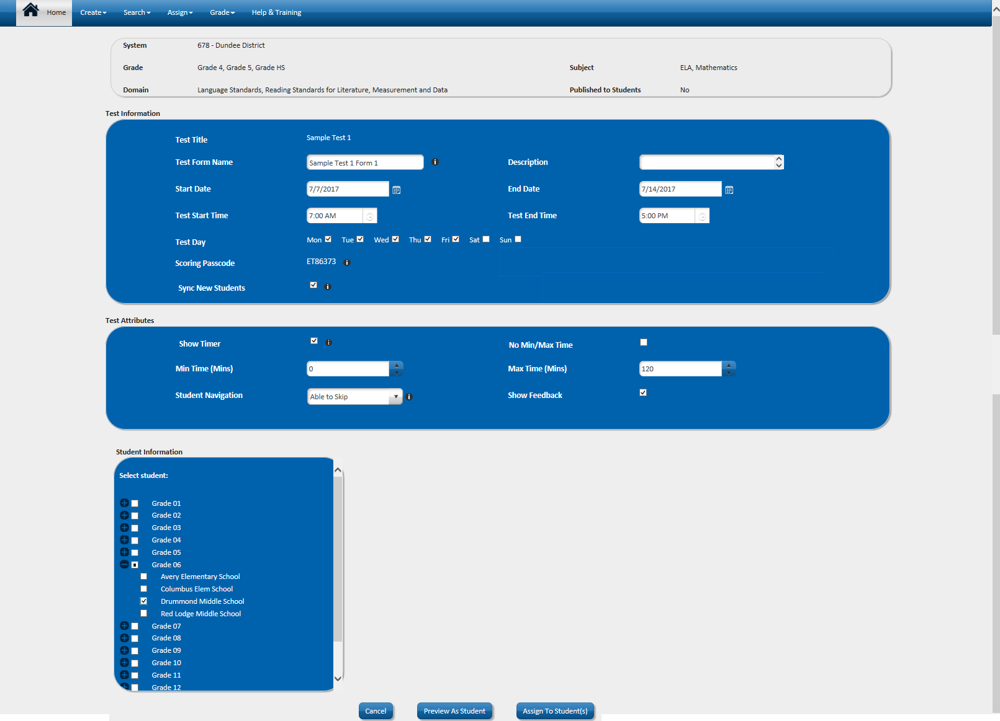 Home Create Search Assign Grade Help & Training
System 678 - Dundee District
Grade Grade 4, Grade 5, Grade HS Subject ELA, Mathematics
Domain Language Standards, Reading Standards for Literature, Measurement and Data Published to Students No
Test Information
Test Title Sample Test 1
Test Form Name Sample Test 1 Form 1 Description
Start Date 7/7/2017 End Date 7/14/2017
Test Start Time 7:00 AM Test End Time 5:00 PM
Test Day Mon Tue Wed Thu Fri Sat Sun
Scoring Passcode ET86373
Sync New Students
Test Attributes
Show Timer No Min/Max Time
Min Time (Mins) 0 Max Time (Mins) 120
Student Navigation Able to Skip Show Feedback
Student Information
Select student:
Grade 01
Grade 02
Grade 03
Grade 04
Grade 05
Grade 06
Avery Elementary School
Columbus Elem School
Drummond Middle School
Red Lodge Middle School
Grade 07
Grade 08
Grade 09
Grade 10
Grade 11
Grade 12
Cancel Preview As Student Assign To Student(s)